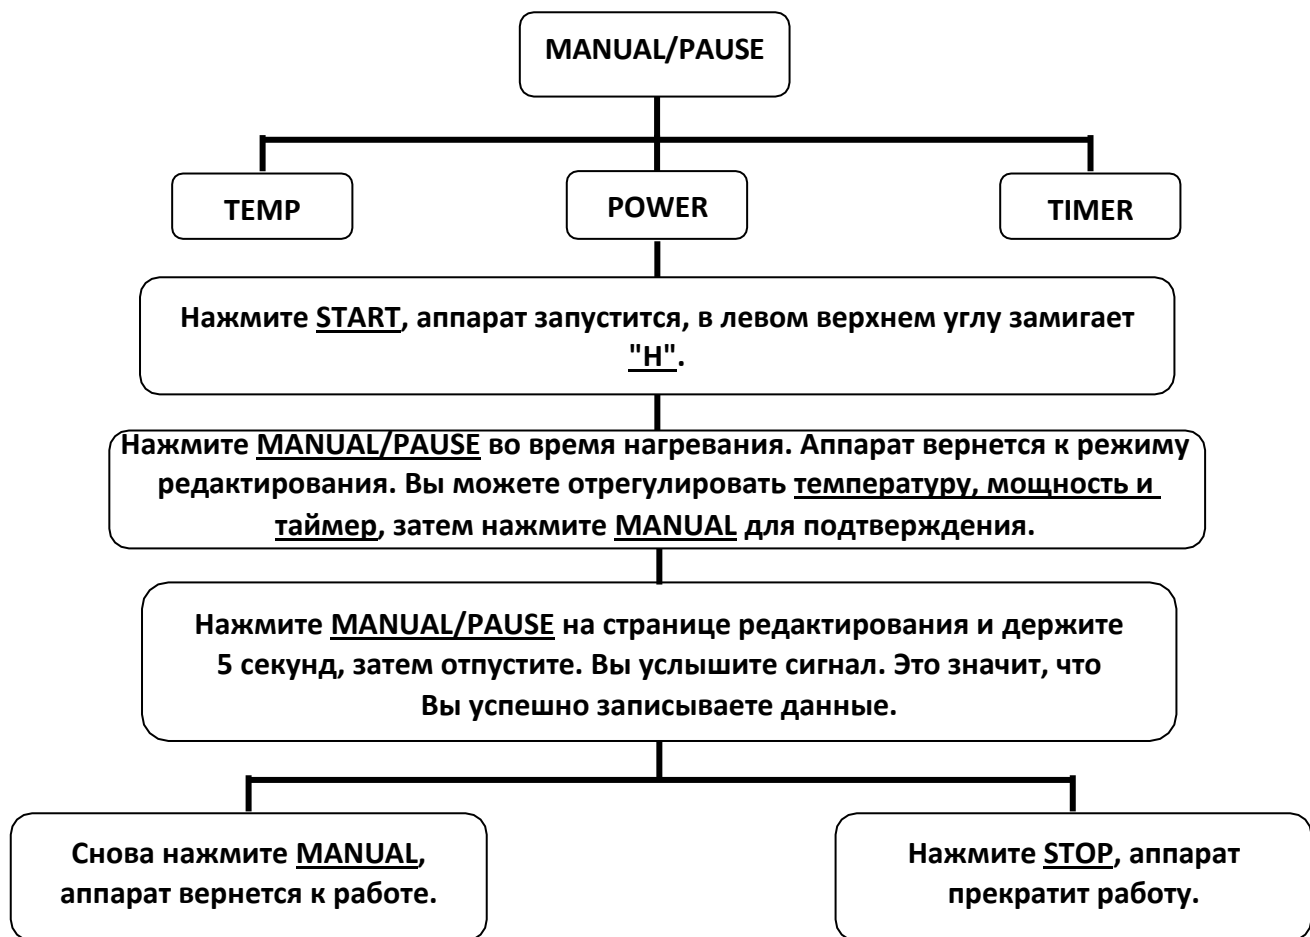 MANUAL/PAUSE
TEMP
POWER
TIMER
Нажмите START, аппарат запустится, в левом верхнем углу замигает
"Н".
Нажмите MANUAL/PAUSE во время нагревания. Аппарат вернется к режиму
редактирования. Вы можете отрегулировать температуру, мощность и
таймер, затем нажмите MANUAL для подтверждения.
Нажмите MANUAL/PAUSE на странице редактирования и держите
5 секунд, затем отпустите. Вы услышите сигнал. Это значит, что
Вы успешно записываете данные.
Снова нажмите MANUAL,
аппарат вернется к работе.
Нажмите STOP, аппарат
прекратит работу.